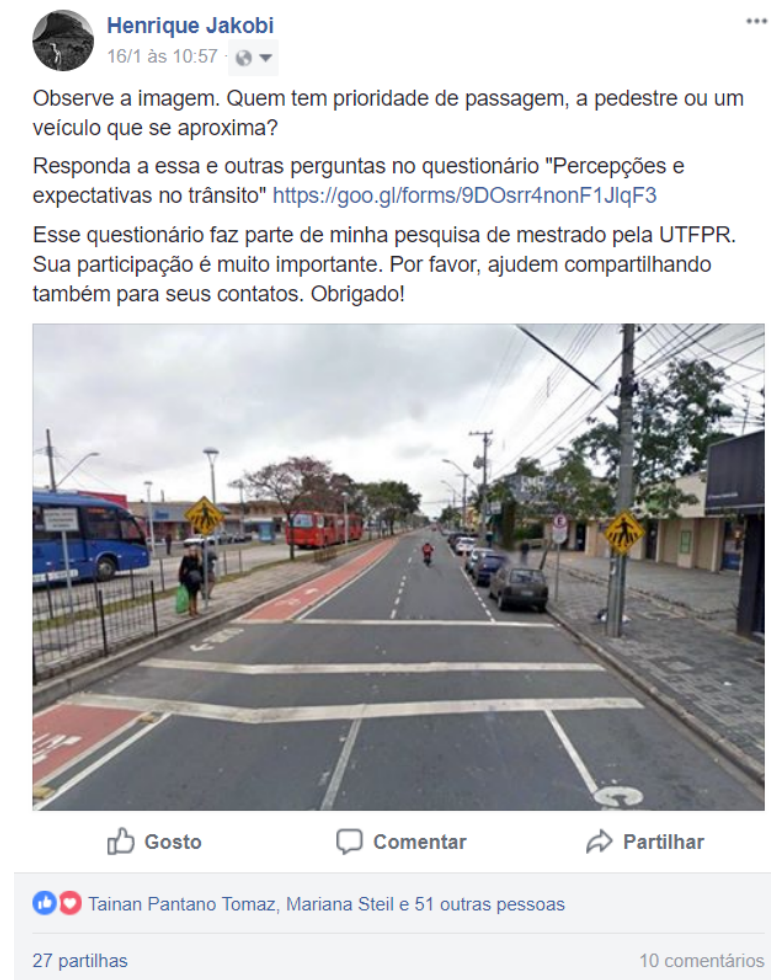 Henrique Jakobi
16/1 às 10:57 ·
Observe a imagem. Quem tem prioridade de passagem, a pedestre ou um
veículo que se aproxima?
Responda a essa e outras perguntas no questionário "Percepções e
expectativas no trânsito" https://goo.gl/forms/9DOsrr4nonF1JlqF3
Esse questionário faz parte de minha pesquisa de mestrado pela UTFPR.
Sua participação é muito importante. Por favor, ajudem compartilhando
também para seus contatos. Obrigado!
E
Gosto
Comentar
Partilhar
Tainan Pantano Tomaz, Mariana Steil e 51 outras pessoas
27 partilhas
10 comentários